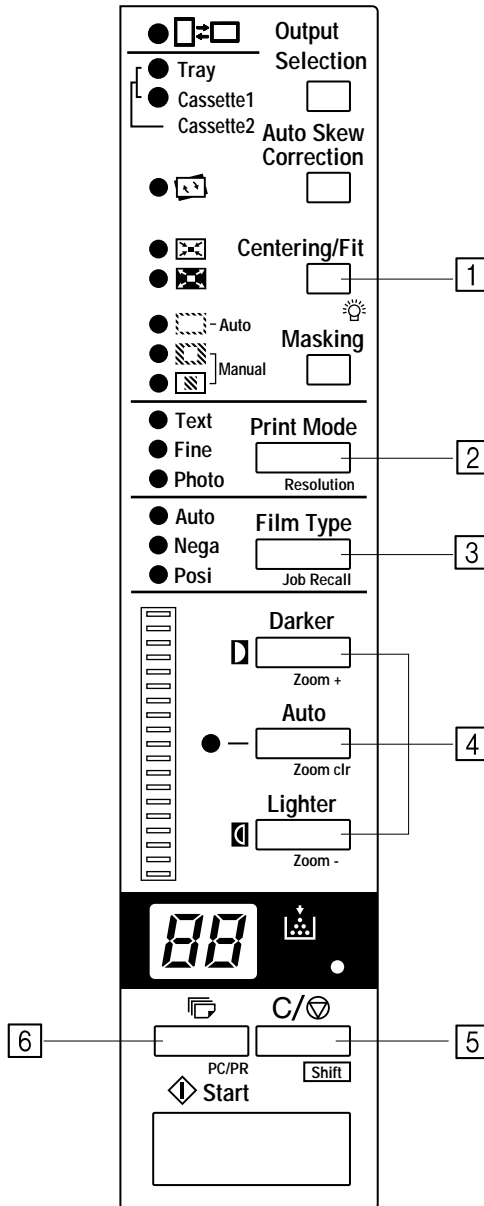 Output
Selection
Tray
Cassette1
Cassette2
Auto Skew
Correction
Centering/Fit
1
Auto
Masking
Manual
Text
Fine
Photo
Print Mode
Resolution
2
Auto
Nega
Posi
Film Type
Job Recall
3
Darker
Zoom +
Auto
Zoom clr
4
Lighter
Zoom -
88
C/
6
5
PC/PR
Shift
Start